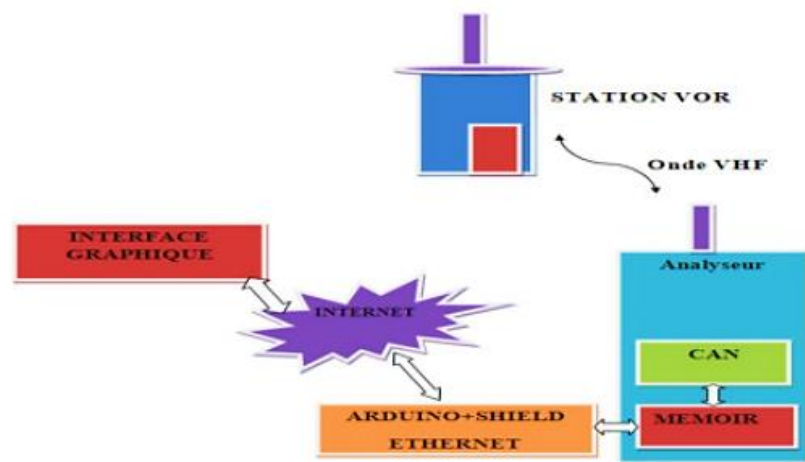 STATION VOR
Onde VHF
INTERFACE
GRAPHIQUE
Analyseur
INTERNET
CAN
ARDUINO+SHIELD
ETHERNET
MEMOIR